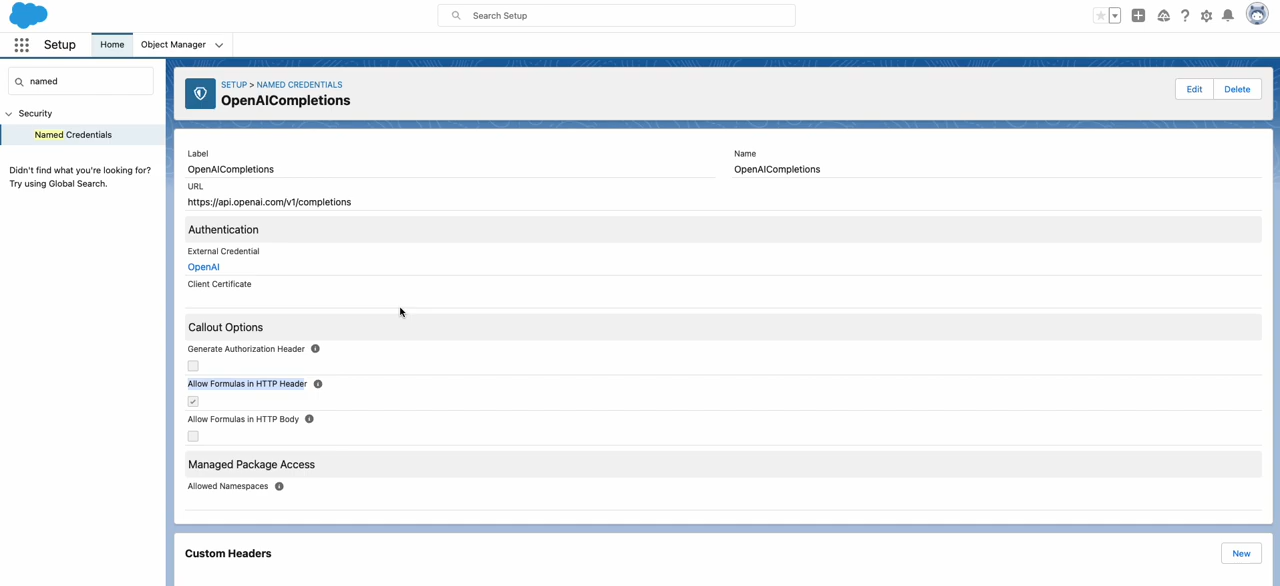 Search Setup
Setup
Home
Object Manager
named
Security
Named Credentials
Didn't find what you're looking for?
Try using Global Search.
SETUP > NAMED CREDENTIALS
OpenAICompletions
Edit
Delete
Label
Name
OpenAICompletions
OpenAICompletions
URL
https://api.openai.com/v1/completions
Authentication
External Credential
OpenAI
Client Certificate
Callout Options
Generate Authorization Header
Allow Formulas in HTTP Header
Allow Formulas in HTTP Body
Managed Package Access
Allowed Namespaces
Custom Headers
New